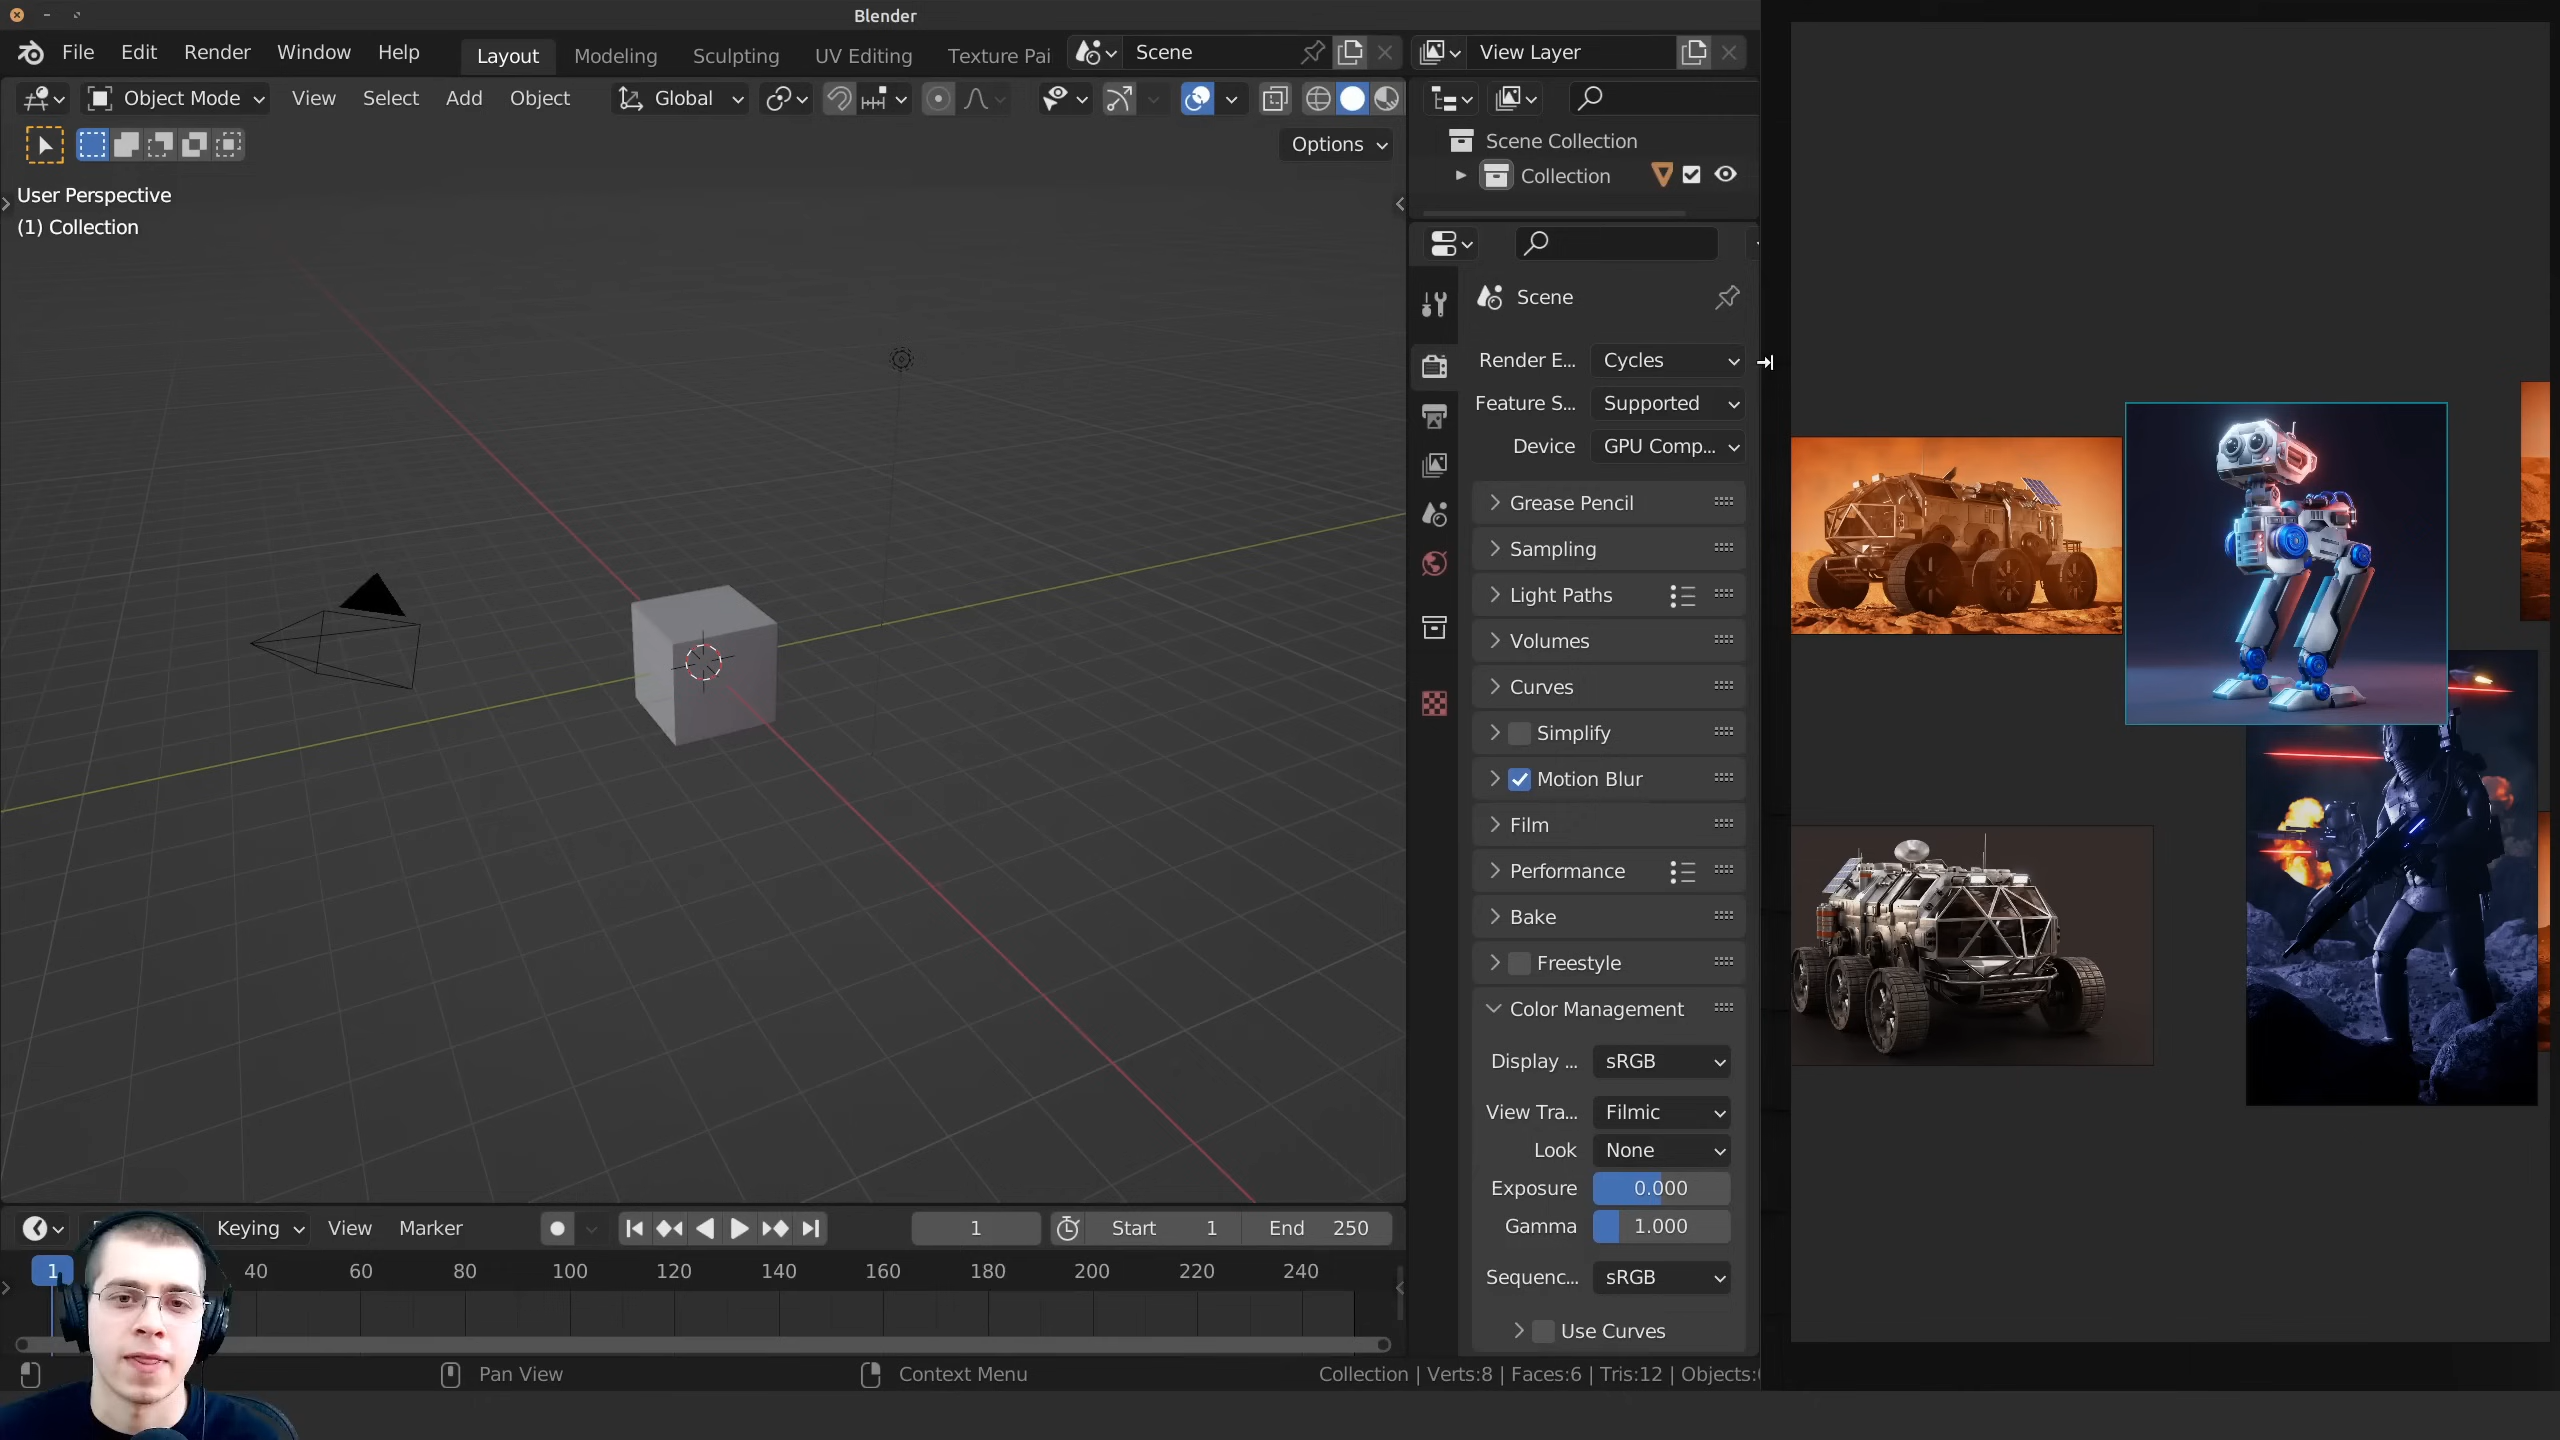 Blender
File Edit Render Window Help Layout Modeling Sculpting UV Editing Texture Pai Scene View Layer
Object Mode View Select Add Object Global
Options
User Perspective
(1) Collection
Scene Collection
Collection
Scene
Render E... Cycles
Feature S... Supported
Device GPU Comp...
Grease Pencil
Sampling
Light Paths
Volumes
Curves
Simplify
Motion Blur
Film
Performance
Bake
Freestyle
Color Management
Display ... sRGB
View Tra... Filmic
Look None
Exposure 0.000
Gamma 1.000
Sequenc... sRGB
Use Curves
Keying View Marker 1 Start 1 End 250
1 40 60 80 100 120 140 160 180 200 220 240
Pan View Context Menu Collection | Verts:8 | Faces:6 | Tris:12 | Objects: